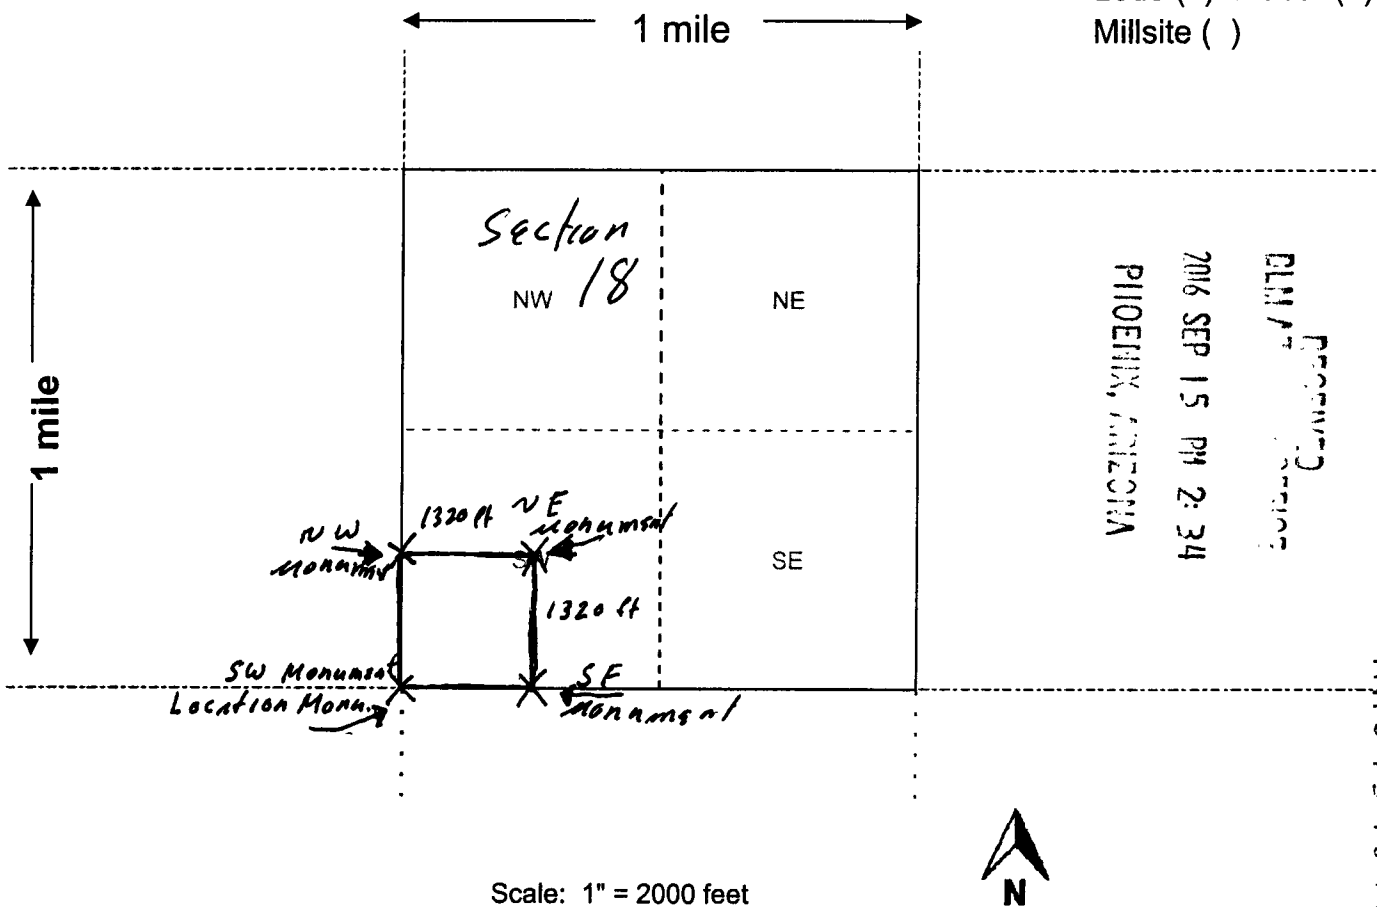 1 mile
Millsite ( )
Section
18
NW
NE
1 mile
2016 SEP 15 PM 2:34
PHOENIX, ARIZONA
1320 ft
NE
Monument
NW
Monument
SE
1320 ft
SW Monument
Location Monu.
SE
Monument
Scale: 1" = 2000 feet
N